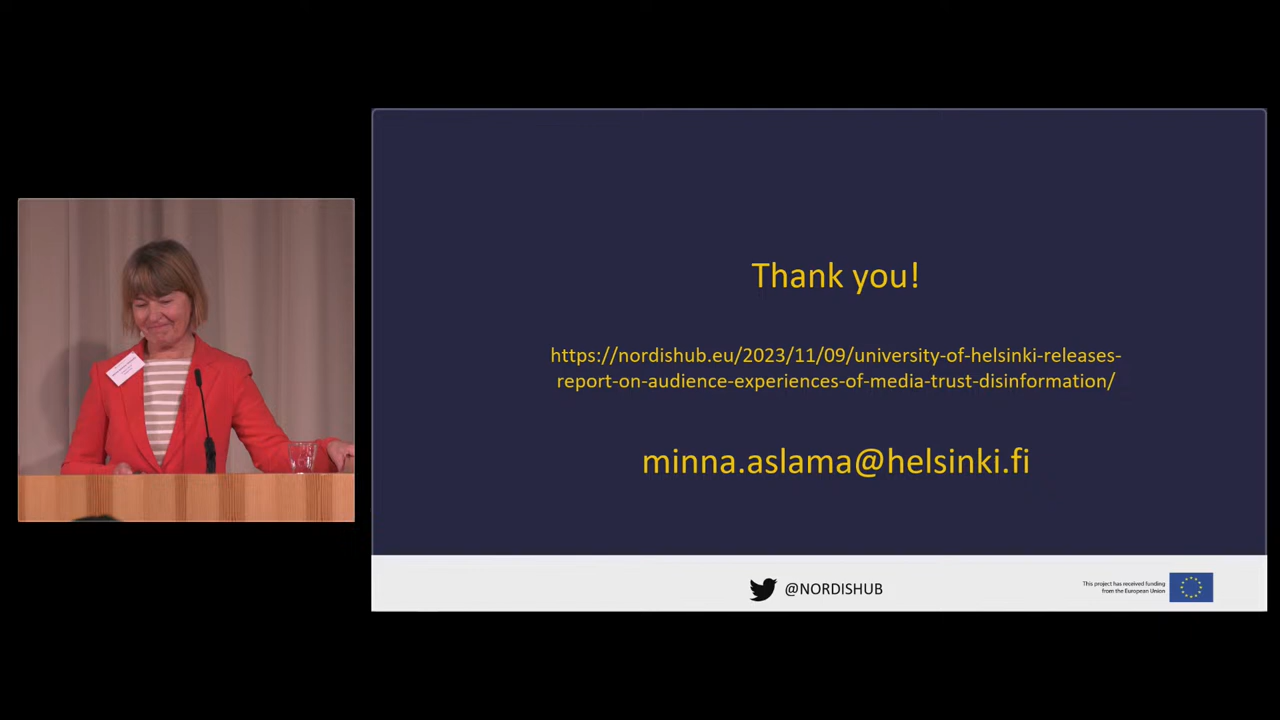 Thank you!
https://nordishub.eu/2023/11/09/university-of-helsinki-releases-
report-on-audience-experiences-of-media-trust-disinformation/
minna.aslama@helsinki.fi
@NORDISHUB
This project has received funding
from the European Union